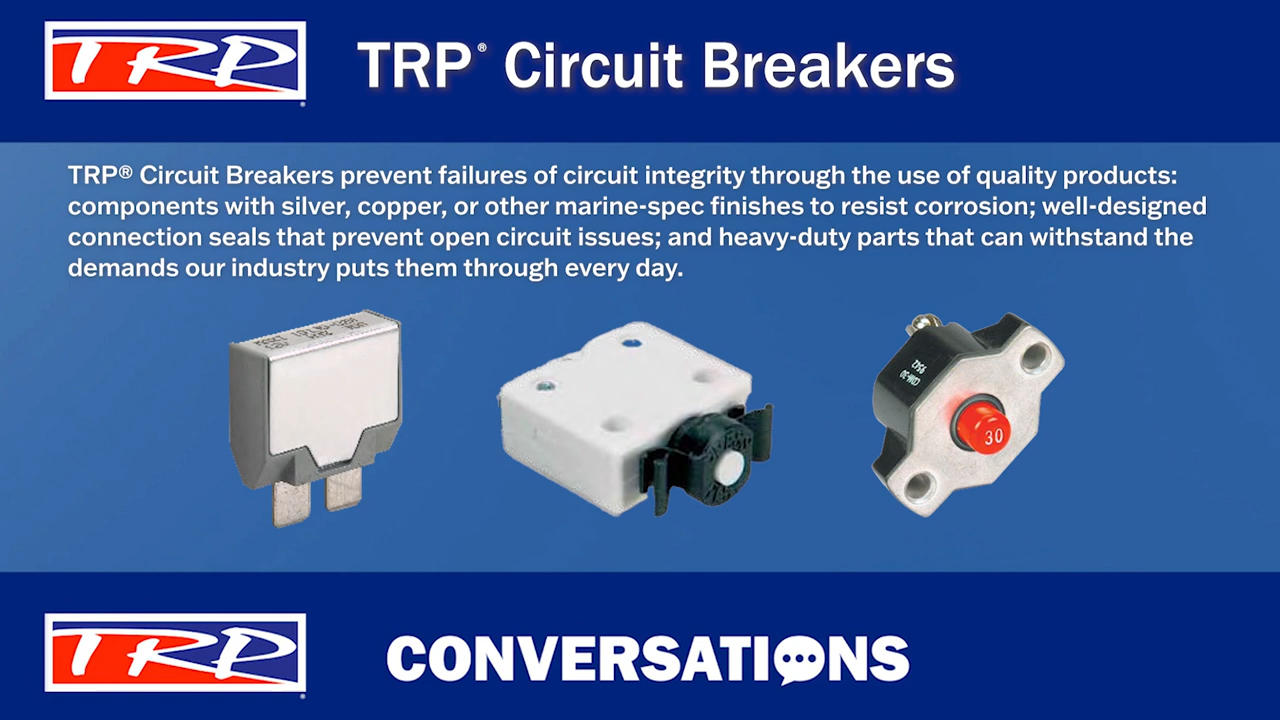 TRP
TRP® Circuit Breakers
TRP® Circuit Breakers prevent failures of circuit integrity through the use of quality products:
components with silver, copper, or other marine-spec finishes to resist corrosion; well-designed
connection seals that prevent open circuit issues; and heavy-duty parts that can withstand the
demands our industry puts them through every day.
30
TRP
CONVERSATIONS